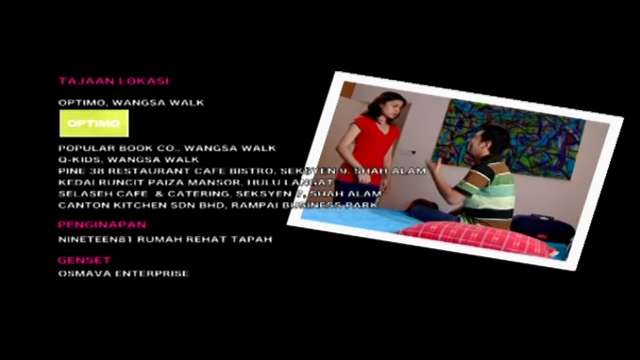 TAJAAN LOKASI
OPTIMO, WANGSA WALK
OPTIMO
POPULAR BOOK CO., WANGSA WALK
Q-KIDS, WANGSA WALK
PINE 38 RESTAURANT CAFE BISTRO, SEKSYEN 9, SHAH ALAM
KEDAI RUNCIT PAIZA MANSOR, HULU LANGAT
SELASEH CAFE & CATERING, SEKSYEN 7, SHAH ALAM
CANTON KITCHEN SDN BHD, RAMPAI BUSINESS PARK
PENGINAPAN
NINETEEN81 RUMAH REHAT TAPAH
GENSET
OSMAVA ENTERPRISE